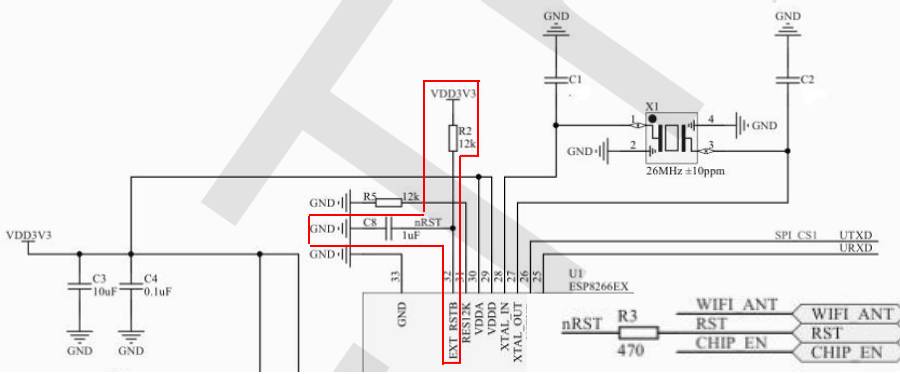 GND
GND
C1
C2
VDD3V3
X1
R2
12k
1
4
GND
GND
2
3
26MHz ±10ppm
GND
R5
12k
GND
C8
nRST
1uF
GND
VDD3V3
SPI_CS1
UTXD
URXD
C3
10uF
C4
0.1uF
33
32
31
30
29
28
27
26
25
U1
ESP8266EX
GND
EXT_RSTB
RES12K
VDDA
VDDD
XTAL_IN
XTAL_OUT
GND
GND
nRST
R3
470
WIFI_ANT
RST
CHIP_EN
WIFI_ANT
RST
CHIP_EN